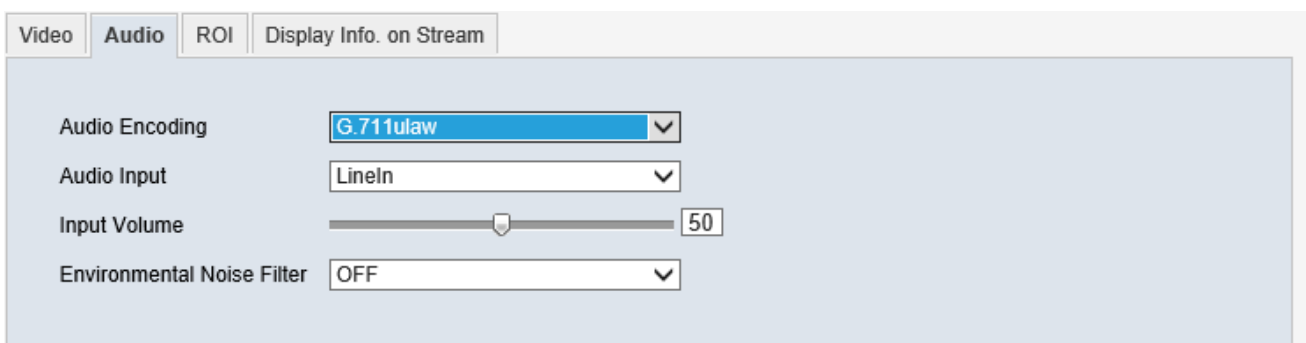 Video Audio ROI Display Info. on Stream
Audio Encoding G.711ulaw
Audio Input LineIn
Input Volume 50
Environmental Noise Filter OFF